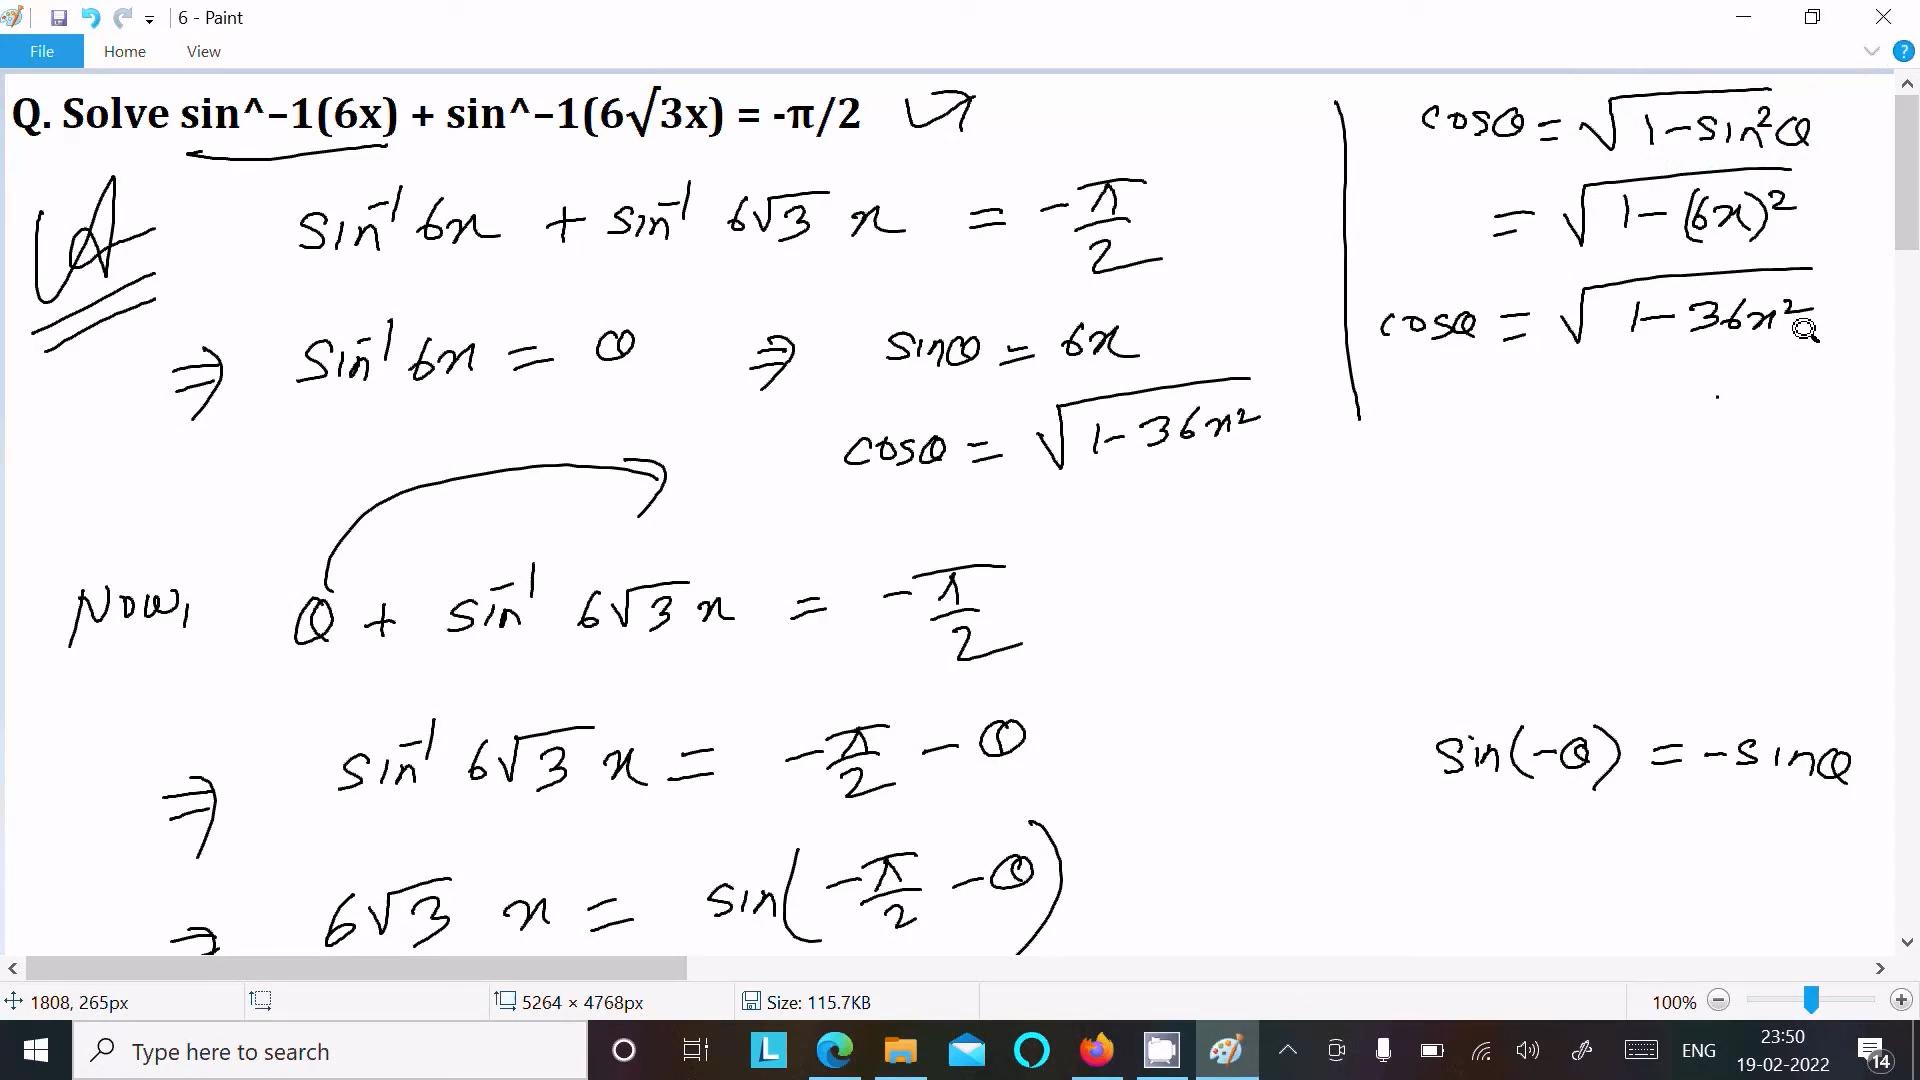 6 - Paint
File Home View
Q. Solve sin^−1(6x) + sin^−1(6√3x) = -π/2
sin⁻¹ 6x + sin⁻¹ 6√3 x = -π/2
⇒ sin⁻¹ 6x = θ ⇒ sinθ = 6x
cosθ = √(1-36x²)
Now, θ + sin⁻¹ 6√3 x = -π/2
⇒ sin⁻¹ 6√3 x = -π/2 - θ
⇒ 6√3 x = sin(-π/2 - θ)
cosθ = √(1-sin²θ)
= √(1-(6x)²)
cosθ = √(1-36x²)
sin(-θ) = -sinθ
1808, 265px 5264 × 4768px Size: 115.7KB 100%
Type here to search
ENG
23:50
19-02-2022
14